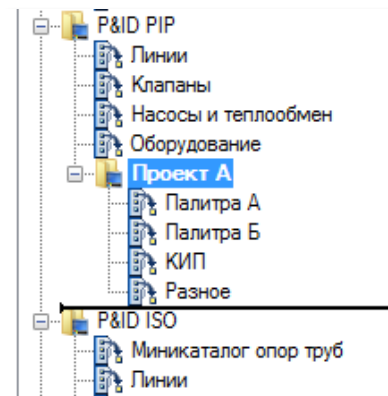 P&ID PIP
Линии
Клапаны
Насосы и теплообмен
Оборудование
Проект А
Палитра А
Палитра Б
КИП
Разное
P&ID ISO
Миникаталог опор труб
Линии